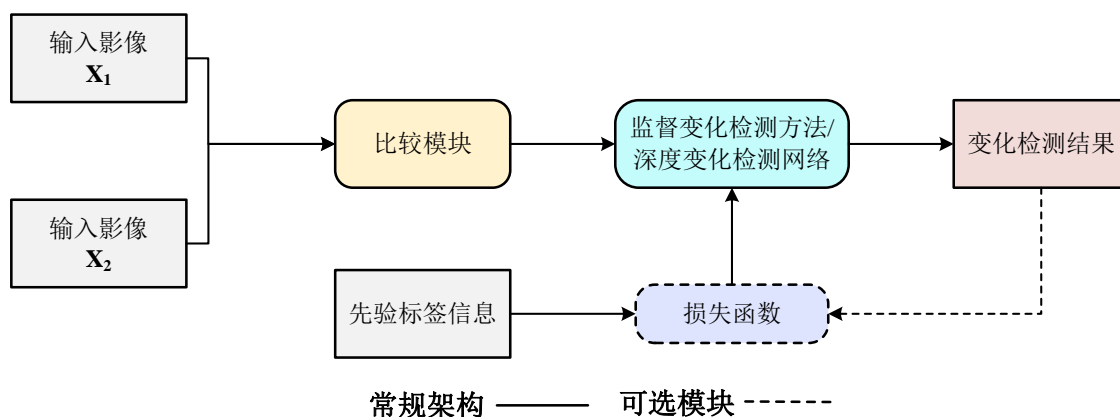 输入影像
X₁
输入影像
X₂
比较模块
监督变化检测方法/
深度变化检测网络
变化检测结果
先验标签信息
损失函数
常规架构
可选模块